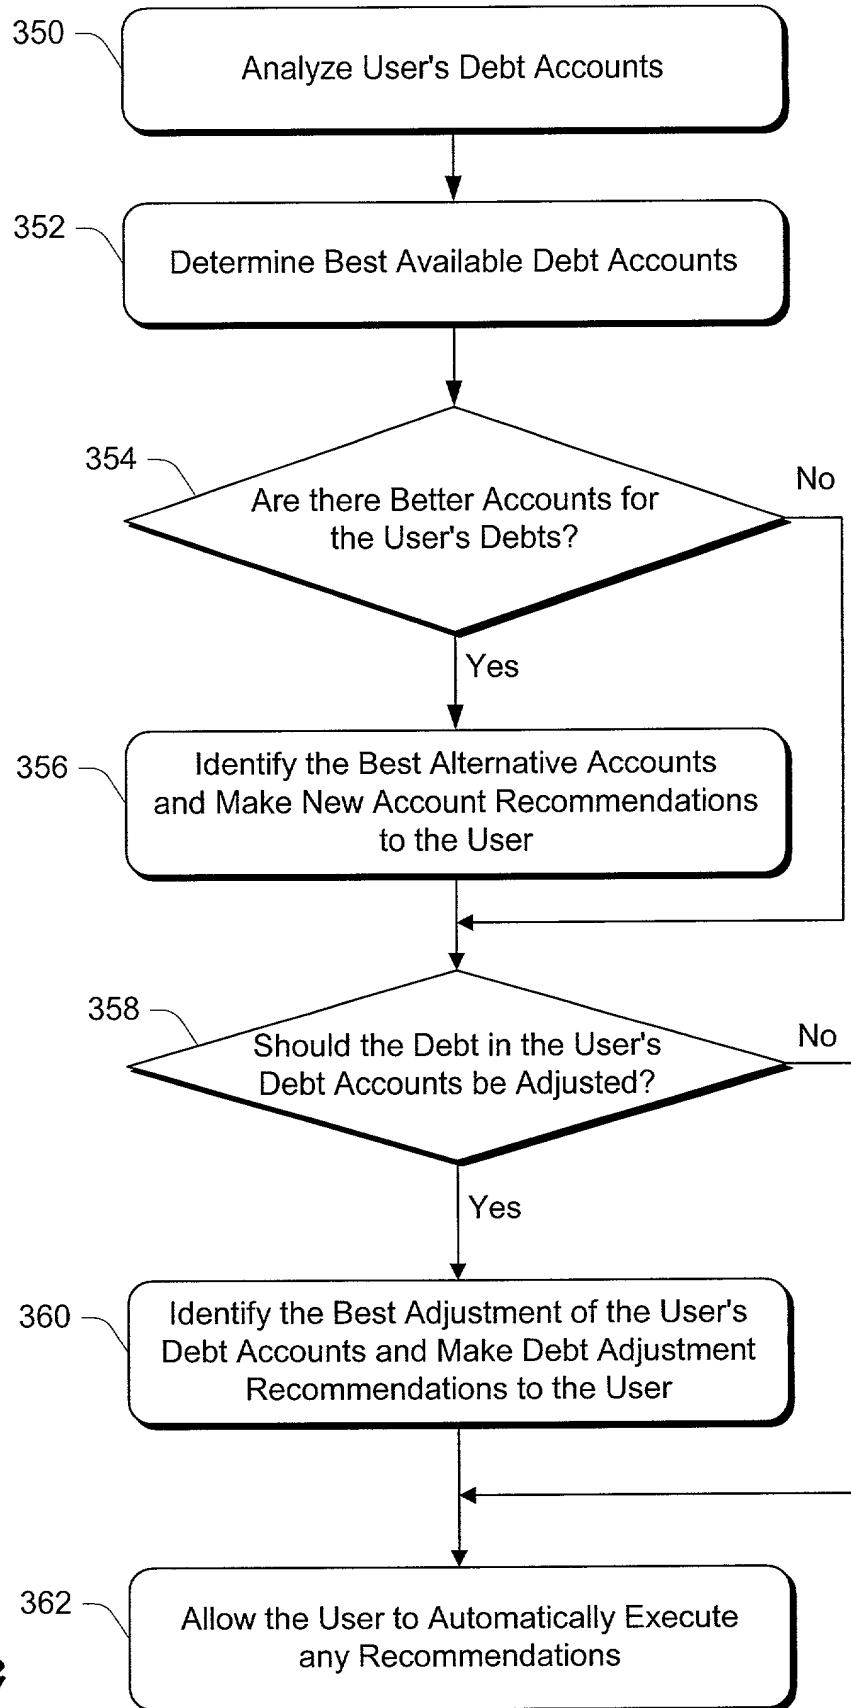 350
Analyze User's Debt Accounts
352
Determine Best Available Debt Accounts
354
Are there Better Accounts for
the User's Debts?
No
Yes
356
Identify the Best Alternative Accounts
and Make New Account Recommendations
to the User
358
Should the Debt in the User's
Debt Accounts be Adjusted?
No
Yes
360
Identify the Best Adjustment of the User's
Debt Accounts and Make Debt Adjustment
Recommendations to the User
362
Allow the User to Automatically Execute
any Recommendations